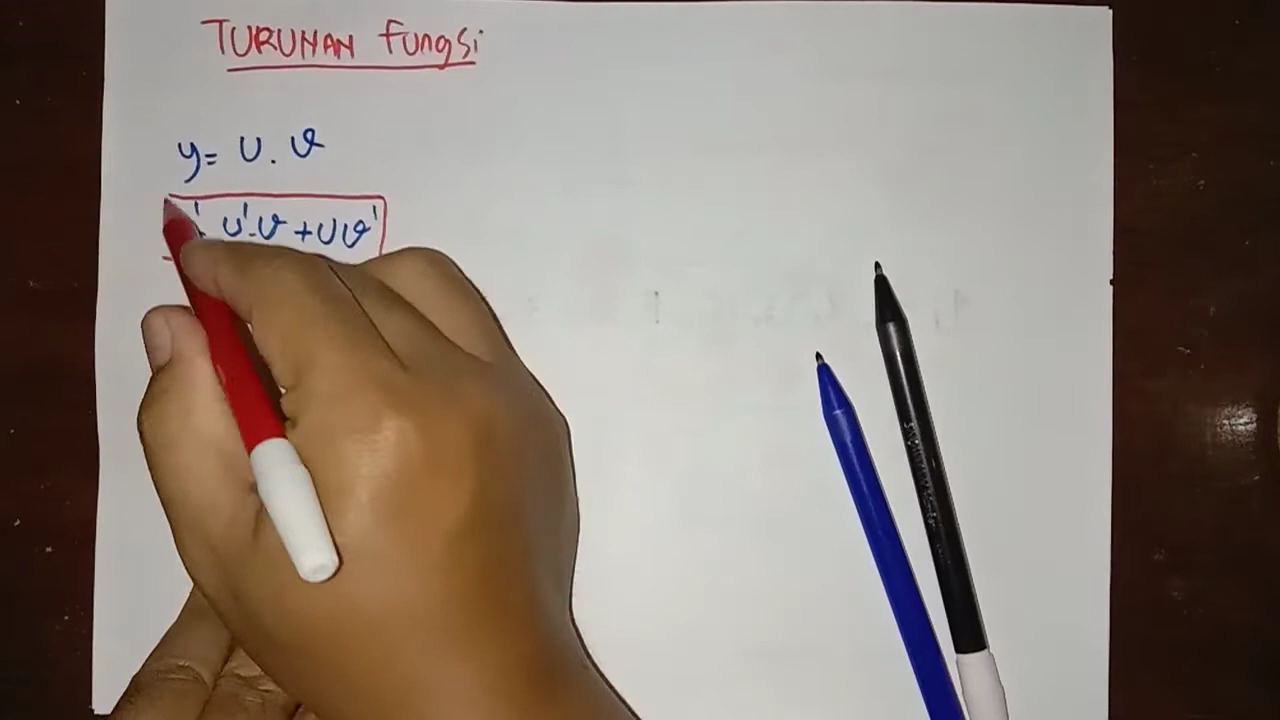 TURUNAN fungsi
y = U . v
' U'.v + Uv'